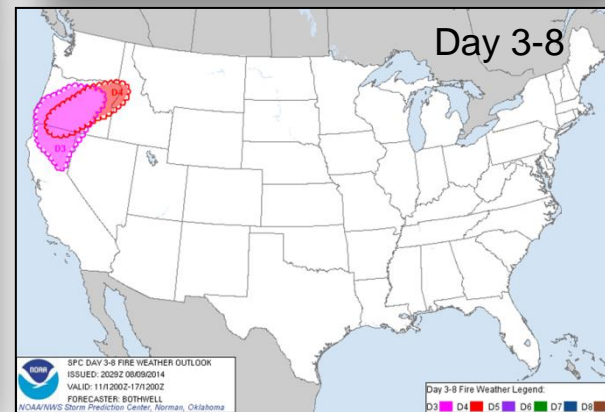 Day 3-8
D4
D3
NOAA
SPC DAY 3-8 FIRE WEATHER OUTLOOK
ISSUED: 2029Z 08/09/2014
VALID: 11/1200Z-17/1200Z
FORECASTER: BOTHWELL
NOAA/NWS Storm Prediction Center, Norman, Oklahoma
Day 3-8 Fire Weather Legend:
D3 D4 D5 D6 D7 D8